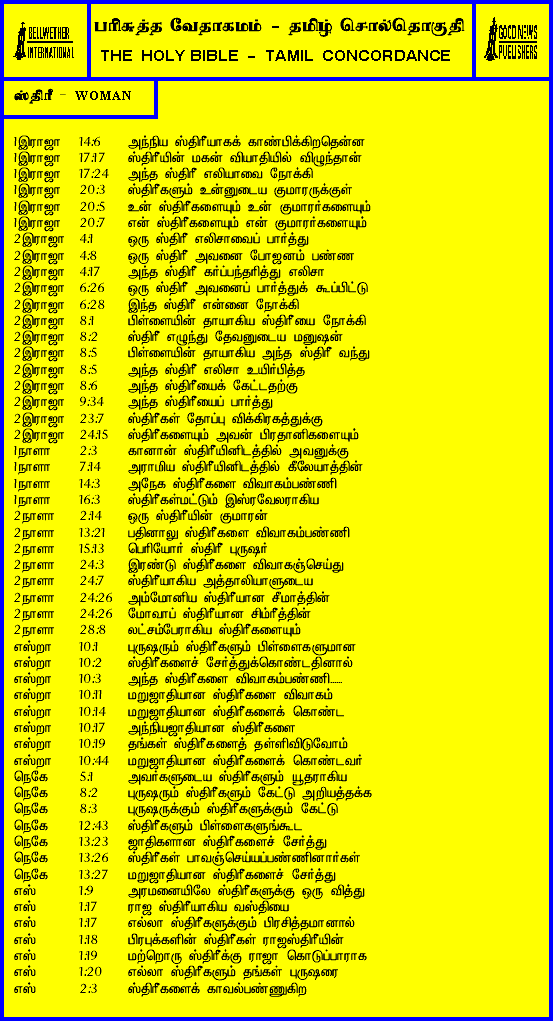 BELLWETHER INTERNATIONAL
பரிசுத்த வேதாகமம் - தமிழ் சொல்தொகுதி
THE HOLY BIBLE - TAMIL CONCORDANCE
GOOD NEWS PUBLISHERS
ஸ்திரீ - WOMAN
1இராஜா 14:6 அந்நிய ஸ்திரீயாகக் காண்பிக்கிறதென்ன
1இராஜா 17:17 ஸ்திரீயின் மகன் வியாதியில் விழுந்தான்
1இராஜா 17:24 அந்த ஸ்திரீ எலியாவை நோக்கி
1இராஜா 20:3 ஸ்திரீகளும் உன்னுடைய குமாரருக்குள்
1இராஜா 20:5 உன் ஸ்திரீகளையும் உன் குமாரர்களையும்
1இராஜா 20:7 என் ஸ்திரீகளையும் என் குமாரர்களையும்
2இராஜா 4:1 ஒரு ஸ்திரீ எலிசாவைப் பார்த்து
2இராஜா 4:8 ஒரு ஸ்திரீ அவனை போஜனம் பண்ண
2இராஜா 4:17 அந்த ஸ்திரீ கர்ப்பந்தரித்து எலிசா
2இராஜா 6:26 ஒரு ஸ்திரீ அவனைப் பார்த்துக் கூப்பிட்டு
2இராஜா 6:28 இந்த ஸ்திரீ என்னை நோக்கி
2இராஜா 8:1 பிள்ளையின் தாயாகிய ஸ்திரீயை நோக்கி
2இராஜா 8:2 ஸ்திரீ எழுந்து தேவனுடைய மனுஷன்
2இராஜா 8:5 பிள்ளையின் தாயாகிய அந்த ஸ்திரீ வந்து
2இராஜா 8:5 அந்த ஸ்திரீ எலிசா உயிர்பித்த
2இராஜா 8:6 அந்த ஸ்திரீயைக் கேட்டதற்கு
2இராஜா 9:34 அந்த ஸ்திரீயைப் பார்த்து
2இராஜா 23:7 ஸ்திரீகள் தோப்பு விக்கிரகத்துக்கு
2இராஜா 24:15 ஸ்திரீகளையும் அவன் பிரதானிகளையும்
1நாளா 2:3 கானான் ஸ்திரீயினிடத்தில் அவனுக்கு
1நாளா 7:14 அராமிய ஸ்திரீயினிடத்தில் கீலேயாத்தின்
1நாளா 14:3 அநேக ஸ்திரீகளை விவாகம்பண்ணி
1நாளா 16:3 ஸ்திரீகள்மட்டும் இஸ்ரவேலராகிய
2நாளா 2:14 ஒரு ஸ்திரீயின் குமாரன்
2நாளா 13:21 பதினாலு ஸ்திரீகளை விவாகம்பண்ணி
2நாளா 15:13 பெரியோர் ஸ்திரீ புருஷர்
2நாளா 24:3 இரண்டு ஸ்திரீகளை விவாகஞ்செய்து
2நாளா 24:7 ஸ்திரீயாகிய அத்தாலியாளுடைய
2நாளா 24:26 அம்மோனிய ஸ்திரீயான சீமாத்தின்
2நாளா 24:26 மோவாப் ஸ்திரீயான சிம்ரீத்தின்
2நாளா 28:8 லட்சம்பேராகிய ஸ்திரீகளையும்
எஸ்றா 10:1 புருஷரும் ஸ்திரீகளும் பிள்ளைகளுமான
எஸ்றா 10:2 ஸ்திரீகளைச் சேர்த்துக்கொண்டதினால்
எஸ்றா 10:3 அந்த ஸ்திரீகளை விவாகம்பண்ணி.....
எஸ்றா 10:11 மறுஜாதியான ஸ்திரீகளை விவாகம்
எஸ்றா 10:14 மறுஜாதியான ஸ்திரீகளைக் கொண்ட
எஸ்றா 10:17 அந்நியஜாதியான ஸ்திரீகளை
எஸ்றா 10:19 தங்கள் ஸ்திரீகளைத் தள்ளிவிடுவோம்
எஸ்றா 10:44 மறுஜாதியான ஸ்திரீகளைக் கொண்டவர்
நெகே 5:1 அவர்களுடைய ஸ்திரீகளும் யூதராகிய
நெகே 8:2 புருஷரும் ஸ்திரீகளும் கேட்டு அறியத்தக்க
நெகே 8:3 புருஷருக்கும் ஸ்திரீகளுக்கும் கேட்டு
நெகே 12:43 ஸ்திரீகளும் பிள்ளைகளுங்கூட
நெகே 13:23 ஜாதிகளான ஸ்திரீகளைச் சேர்த்து
நெகே 13:26 ஸ்திரீகள் பாவஞ்செய்யப்பண்ணினார்கள்
நெகே 13:27 மறுஜாதியான ஸ்திரீகளைச் சேர்த்து
எஸ் 1:9 அரமனையிலே ஸ்திரீகளுக்கு ஒரு வித்து
எஸ் 1:17 ராஜ ஸ்திரீயாகிய வஸ்தியை
எஸ் 1:17 எல்லா ஸ்திரீகளுக்கும் பிரசித்தமானால்
எஸ் 1:18 பிரபுக்களின் ஸ்திரீகள் ராஜஸ்திரீயின்
எஸ் 1:19 மற்றொரு ஸ்திரீக்கு ராஜா கொடுப்பாராக
எஸ் 1:20 எல்லா ஸ்திரீகளும் தங்கள் புருஷரை
எஸ் 2:3 ஸ்திரீகளைக் காவல்பண்ணுகிற